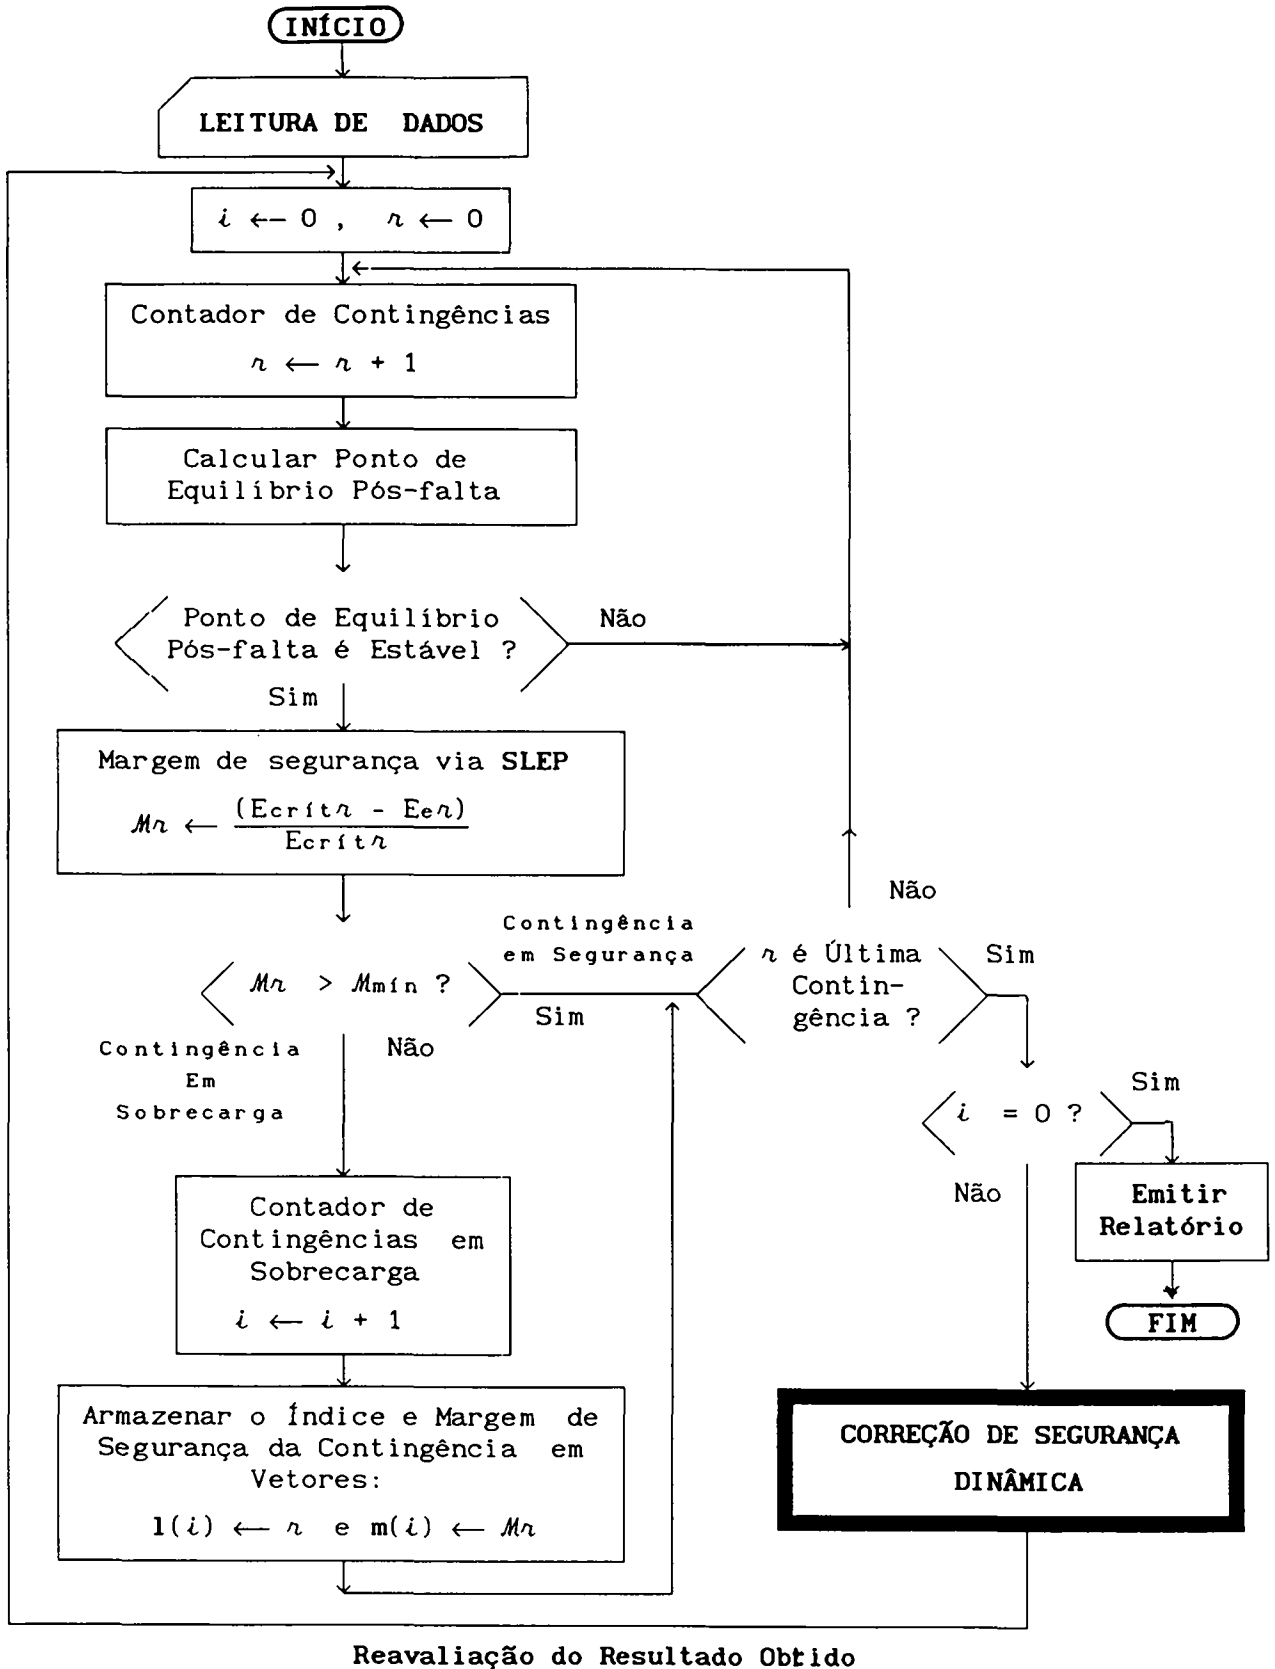 INÍCIO
LEITURA DE DADOS
i ← 0 , r ← 0
Contador de Contingências
r ← r + 1
Calcular Ponto de
Equilíbrio Pós-falta
Ponto de Equilíbrio
Pós-falta é Estável ?
Não
Sim
Margem de segurança via SLEP
Mr ← (Ecrítr - Eer)
Ecrítr
Mr > Mmín ?
Contingência
em Segurança
Sim
Não
Contingência
Em
Sobrecarga
r é Última
Contin-
gência ?
Não
Sim
i = 0 ?
Sim
Não
Emitir
Relatório
FIM
Contador de
Contingências em
Sobrecarga
i ← i + 1
Armazenar o Índice e Margem de
Segurança da Contingência em
Vetores:
l(i) ← r e m(i) ← Mr
CORREÇÃO DE SEGURANÇA
DINÂMICA
Reavaliação do Resultado Obtido